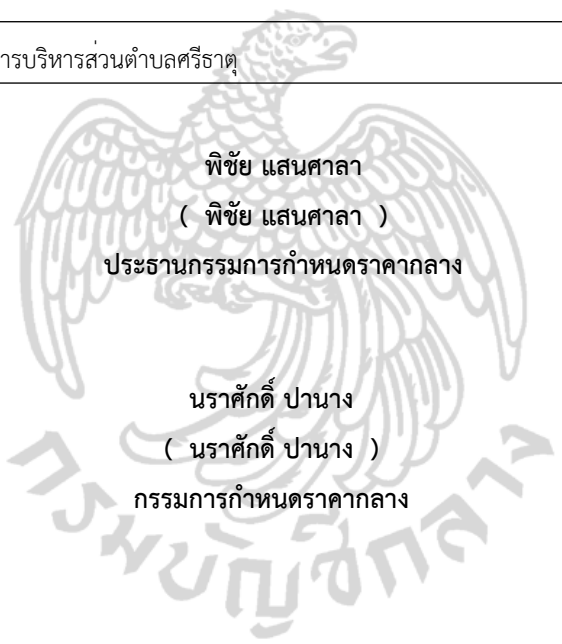 ารบริหารส่วนตำบลศรีธาตุ
พิชัย แสนศาลา
( พิชัย แสนศาลา )
ประธานกรรมการกำหนดราคากลาง
นราศักดิ์ ปานาง
( นราศักดิ์ ปานาง )
กรรมการกำหนดราคากลาง
กรมบัญชีกลาง